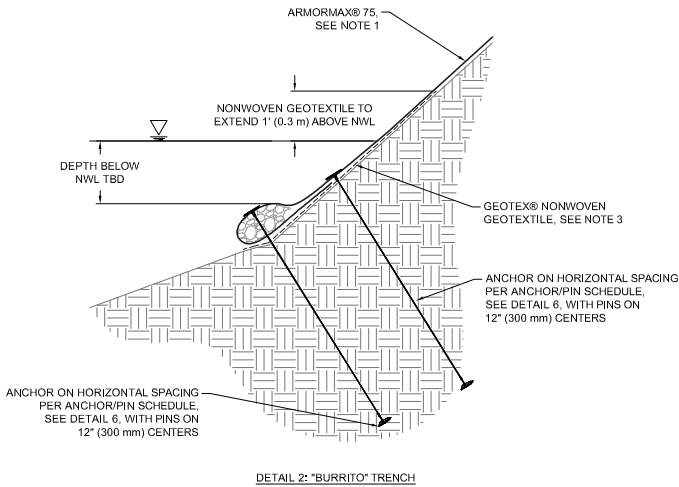 ARMORMAX® 75,
SEE NOTE 1
NONWOVEN GEOTEXTILE TO
EXTEND 1' (0.3 m) ABOVE NWL
DEPTH BELOW
NWL TBD
GEOTEX® NONWOVEN
GEOTEXTILE, SEE NOTE 3
ANCHOR ON HORIZONTAL SPACING
PER ANCHOR/PIN SCHEDULE,
SEE DETAIL 6, WITH PINS ON
12" (300 mm) CENTERS
ANCHOR ON HORIZONTAL SPACING
PER ANCHOR/PIN SCHEDULE,
SEE DETAIL 6, WITH PINS ON
12" (300 mm) CENTERS
DETAIL 2: "BURRITO" TRENCH